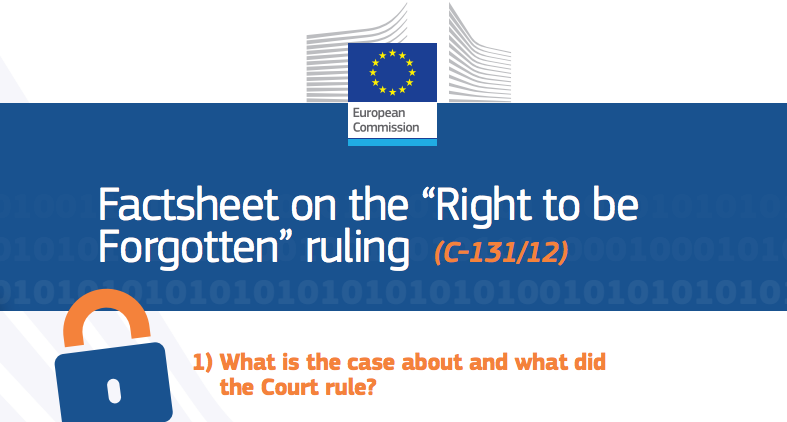 European
Commission
Factsheet on the “Right to be
Forgotten” ruling (C-131/12)
1) What is the case about and what did
the Court rule?